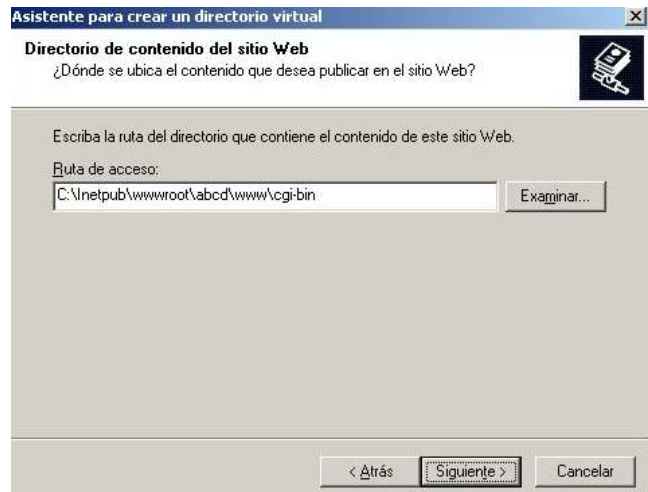 Asistente para crear un directorio virtual
Directorio de contenido del sitio Web
¿Dónde se ubica el contenido que desea publicar en el sitio Web?
Escriba la ruta del directorio que contiene el contenido de este sitio Web.
Ruta de acceso:
C:\Inetpub\wwwroot\abcd\www\cgi-bin
Examinar...
< Atrás
Siguiente >
Cancelar